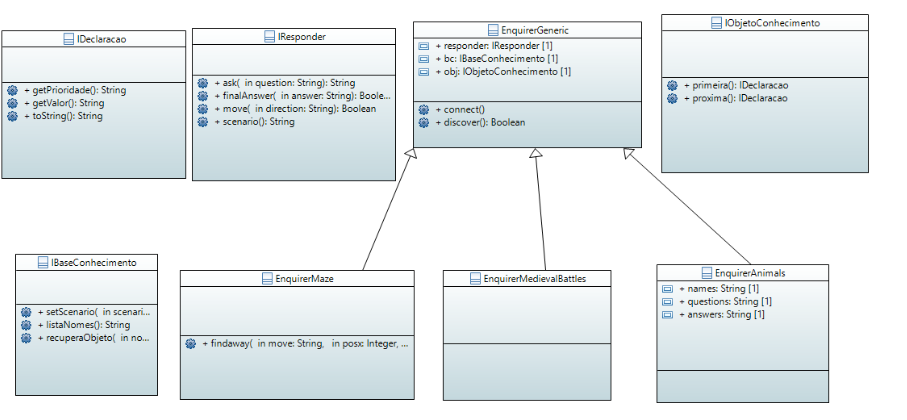 IDeclaracao
+ getPrioridade(): String
+ getValor(): String
+ toString(): String
IResponder
+ ask( in question: String): String
+ finalAnswer( in answer: String): Boole...
+ move( in direction: String): Boolean
+ scenario(): String
EnquirerGeneric
+ responder: IResponder [1]
+ bc: IBaseConhecimento [1]
+ obj: IObjetoConhecimento [1]
+ connect()
+ discover(): Boolean
IObjetoConhecimento
+ primeira(): IDeclaracao
+ proxima(): IDeclaracao
IBaseConhecimento
+ setScenario( in scenari...
+ listaNomes(): String
+ recuperaObjeto( in no...
EnquirerMaze
+ findaway( in move: String, in posx: Integer, ...
EnquirerMedievalBattles
EnquirerAnimals
+ names: String [1]
+ questions: String [1]
+ answers: String [1]